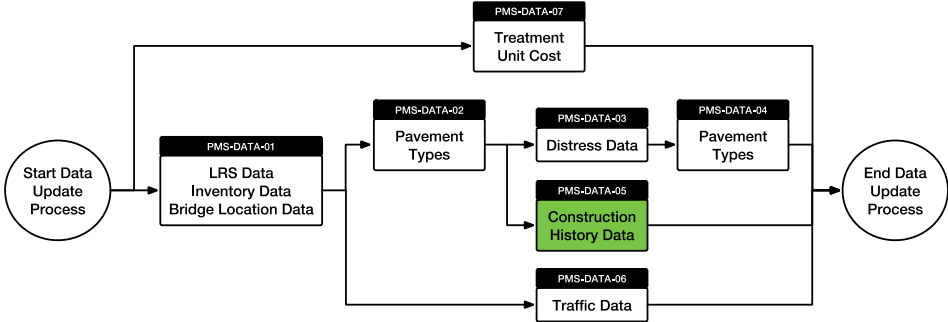 PMS-DATA-07
Treatment
Unit Cost
PMS-DATA-02
Pavement
Types
PMS-DATA-03
Distress Data
PMS-DATA-04
Pavement
Types
Start Data
Update
Process
PMS-DATA-01
LRS Data
Inventory Data
Bridge Location Data
PMS-DATA-05
Construction
History Data
End Data
Update
Process
PMS-DATA-06
Traffic Data